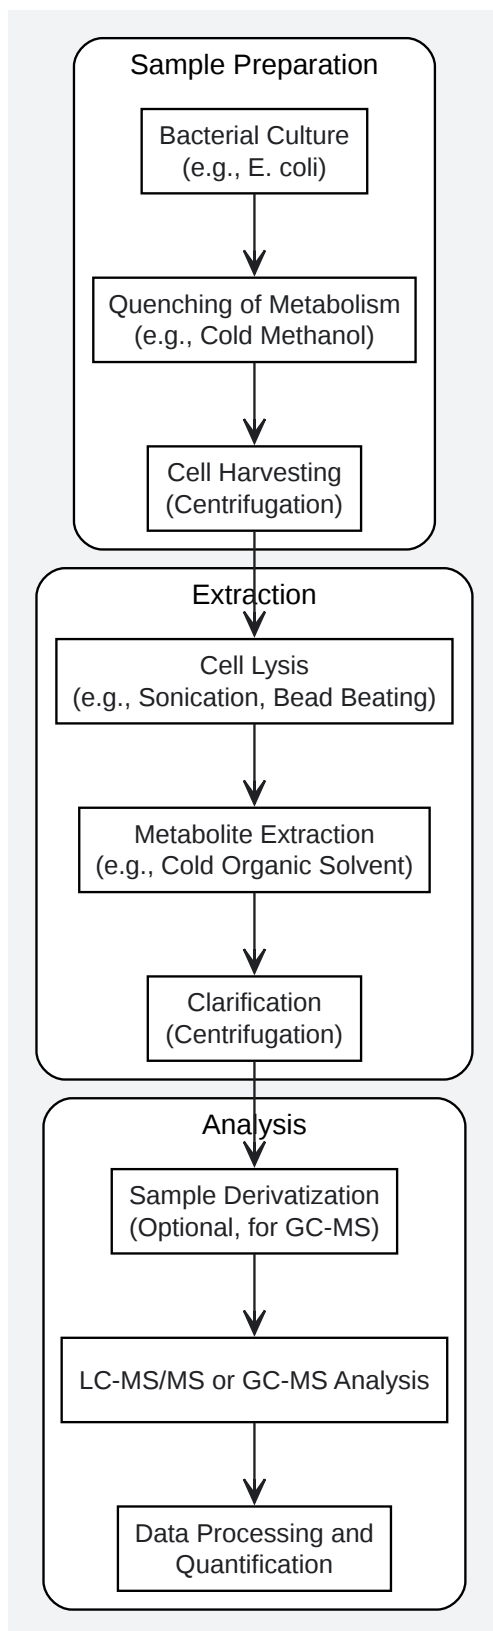 Sample Preparation
Bacterial Culture
(e.g., E. coli)
Quenching of Metabolism
(e.g., Cold Methanol)
Cell Harvesting
(Centrifugation)
Extraction
Cell Lysis
(e.g., Sonication, Bead Beating)
Metabolite Extraction
(e.g., Cold Organic Solvent)
Clarification
(Centrifugation)
Analysis
Sample Derivatization
(Optional, for GC-MS)
LC-MS/MS or GC-MS Analysis
Data Processing and
Quantification